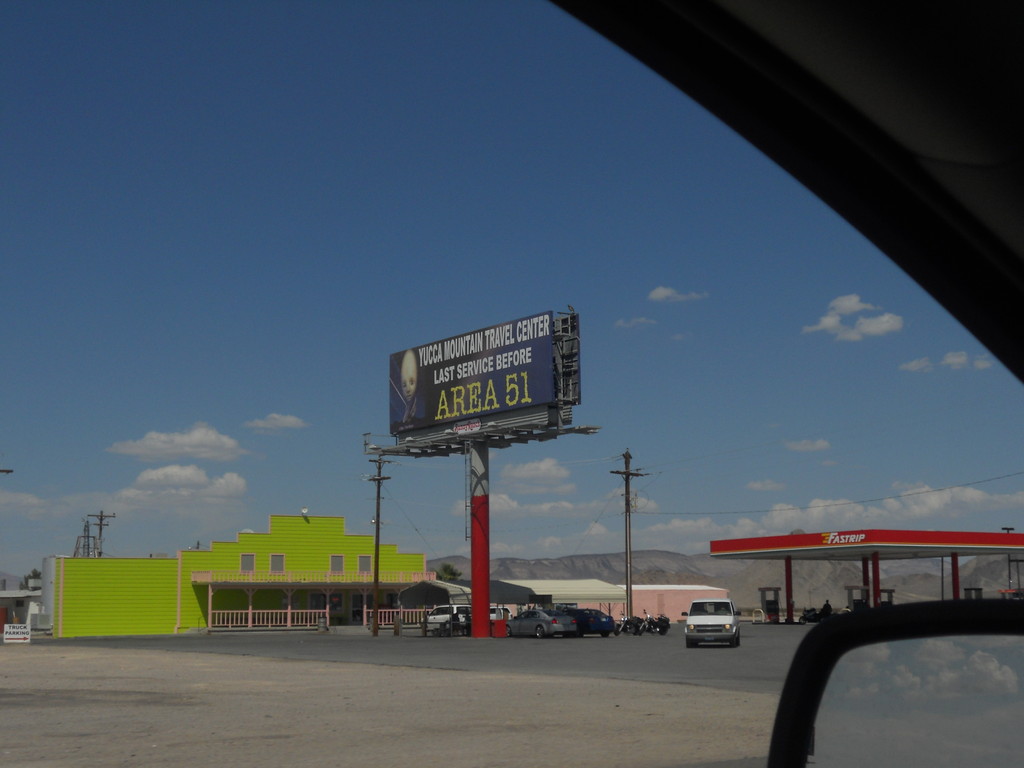 YUCCA MOUNTAIN TRAVEL CENTER
LAST SERVICE BEFORE
AREA 51
FASTRIP
TRUCK
PARKING